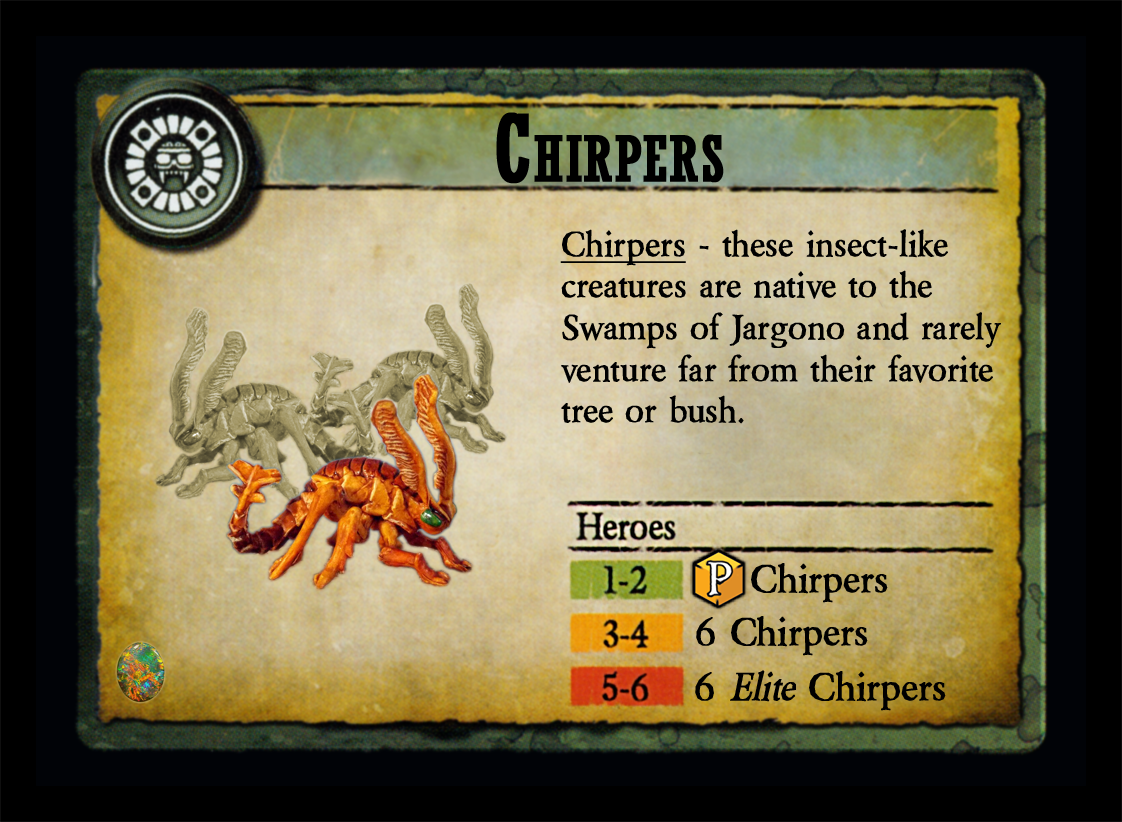 Chirpers
Chirpers - these insect-like
creatures are native to the
Swamps of Jargono and rarely
venture far from their favorite
tree or bush.
Heroes
1-2 P Chirpers
3-4 6 Chirpers
5-6 6 Elite Chirpers